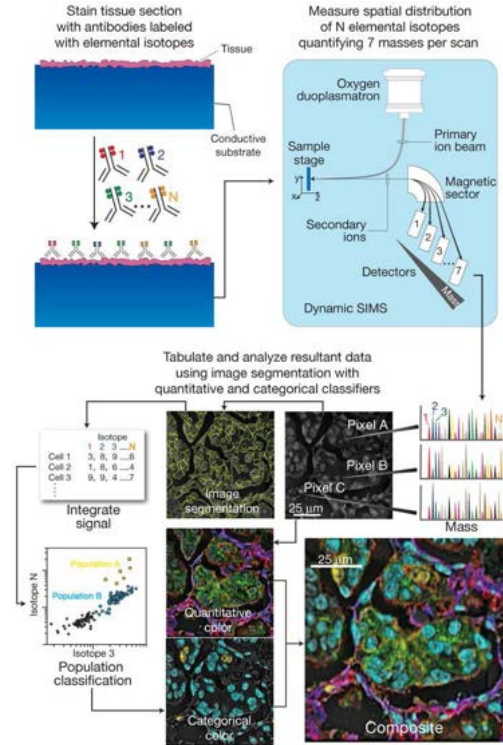 Stain tissue section
with antibodies labeled
with elemental isotopes
Tissue
Conductive
substrate
1
2
3
N
Measure spatial distribution
of N elemental isotopes
quantifying 7 masses per scan
Oxygen
duoplasmatron
Primary
ion beam
Sample
stage
y
x
z
Magnetic
sector
Secondary
ions
1
2
3
7
Detectors
Mass
Dynamic SIMS
Tabulate and analyze resultant data
using image segmentation with
quantitative and categorical classifiers
Isotope
1 2 3 ....N
Cell 1 3, 8, 9 ....8
Cell 2 1, 8, 6 ....4
Cell 3 9, 9, 4 ....7
Integrate
signal
Image
segmentation
Pixel A
Pixel B
Pixel C
25 μm
1
2
3
N
Mass
Isotope N
Population A
Population B
Isotope 3
Population
classification
Quantitative
color
Categorical
color
25 μm
Composite